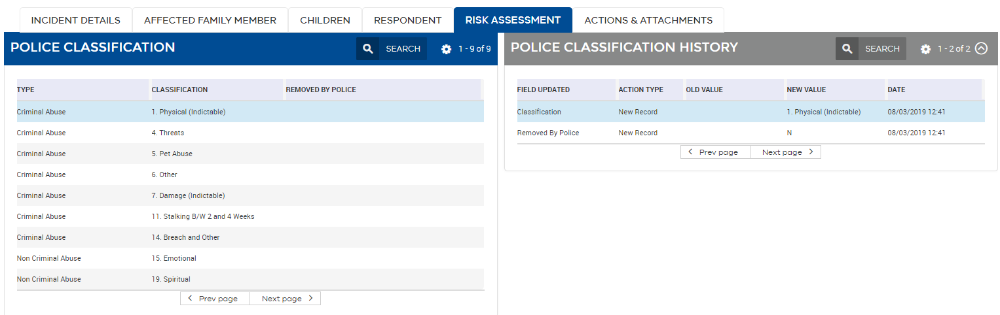 INCIDENT DETAILS AFFECTED FAMILY MEMBER CHILDREN RESPONDENT RISK ASSESSMENT ACTIONS & ATTACHMENTS
POLICE CLASSIFICATION SEARCH 1 - 9 of 9
TYPE CLASSIFICATION REMOVED BY POLICE
Criminal Abuse 1. Physical (Indictable)
Criminal Abuse 4. Threats
Criminal Abuse 5. Pet Abuse
Criminal Abuse 6. Other
Criminal Abuse 7. Damage (Indictable)
Criminal Abuse 11. Stalking B/W 2 and 4 Weeks
Criminal Abuse 14. Breach and Other
Non Criminal Abuse 15. Emotional
Non Criminal Abuse 19. Spiritual
Prev page Next page
POLICE CLASSIFICATION HISTORY SEARCH 1 - 2 of 2
FIELD UPDATED ACTION TYPE OLD VALUE NEW VALUE DATE
Classification New Record 1. Physical (Indictable) 08/03/2019 12:41
Removed By Police New Record N 08/03/2019 12:41
Prev page Next page